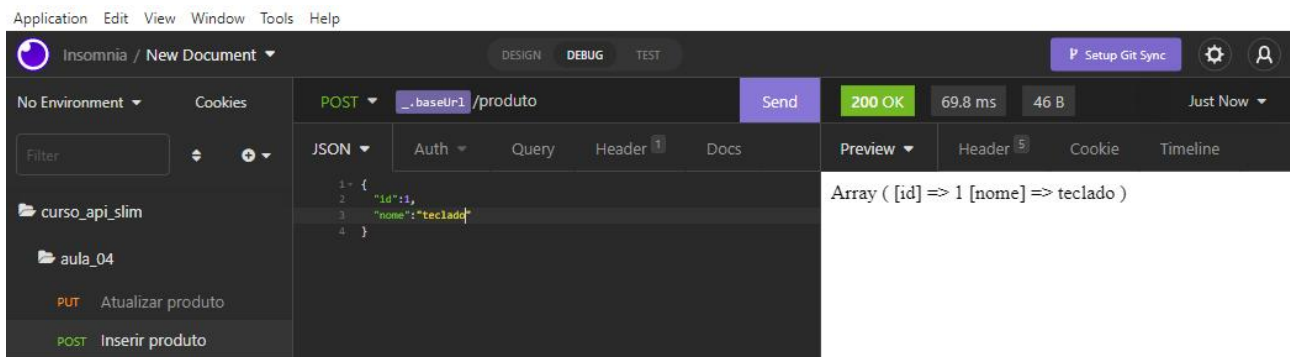 Application Edit View Window Tools Help
Insomnia / New Document
DESIGN DEBUG TEST
Setup Git Sync
No Environment Cookies
POST _.baseUrl /produto Send
200 OK 69.8 ms 46 B Just Now
Filter
JSON Auth Query Header 1 Docs
Preview Header 5 Cookie Timeline
1 {
2 "id":1,
3 "nome":"teclado"
4 }
Array ( [id] => 1 [nome] => teclado )
curso_api_slim
aula_04
PUT Atualizar produto
POST Inserir produto